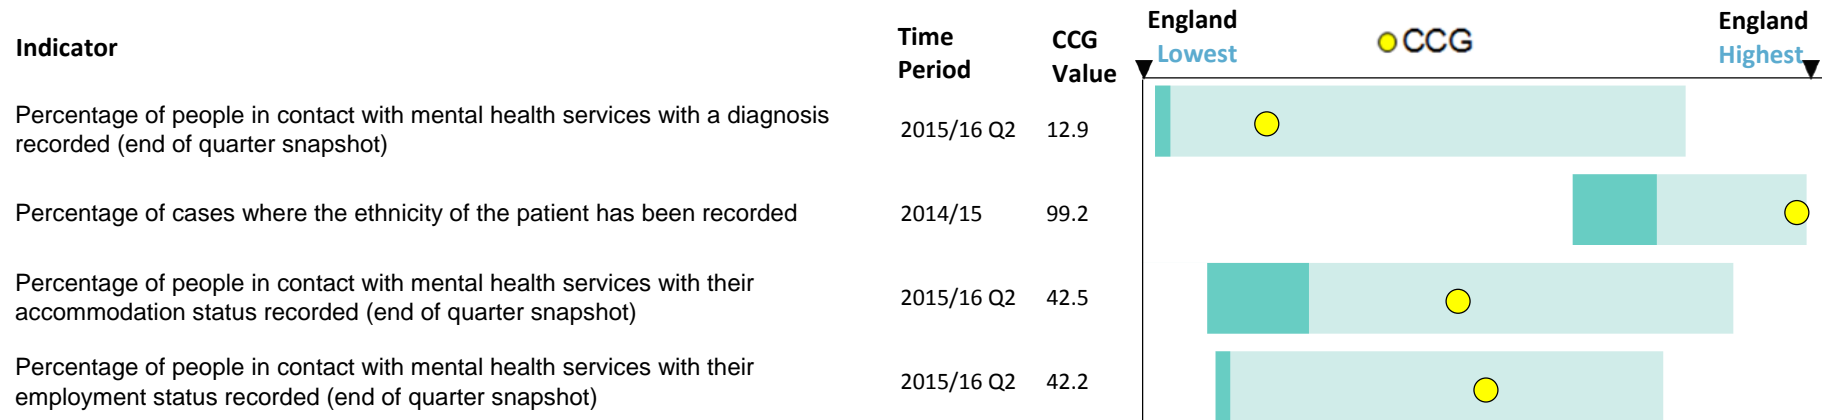 Indicator
Time
Period
CCG
Value
England
Lowest
CCG
England
Highest
Percentage of people in contact with mental health services with a diagnosis
recorded (end of quarter snapshot)
2015/16 Q2
12.9
Percentage of cases where the ethnicity of the patient has been recorded
2014/15
99.2
Percentage of people in contact with mental health services with their
accommodation status recorded (end of quarter snapshot)
2015/16 Q2
42.5
Percentage of people in contact with mental health services with their
employment status recorded (end of quarter snapshot)
2015/16 Q2
42.2